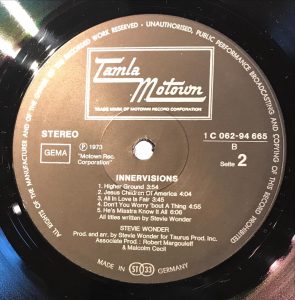 ALL RIGHTS OF THE MANUFACTURER AND OF THE OWNER OF THE RECORDED WORK RESERVED - UNAUTHORISED, PUBLIC PERFORMANCE BROADCASTING AND COPYING OF THIS RECORD PROHIBITED
Tamla
Motown
TRADE MARK OF MOTOWN RECORD CORPORATION
STEREO
GEMA
Ⓟ 1973
"Motown Rec.
Corporation"
1 C 062-94 665
B
Seite 2
INNERVISIONS
1. Higher Ground 3:54
2. Jesus Children Of America 4:04
3. All In Love Is Fair 3:45
4. Don't You Worry 'bout A Thing 4:55
5. He's Misstra Know It All 6:06
All titles written by Stevie Wonder
STEVIE WONDER
Prod. and arr. by Stevie Wonder for Taurus Prod. Inc.
Associate Prod.: Robert Margouleff
& Malcolm Cecil
MADE IN ST 33 GERMANY